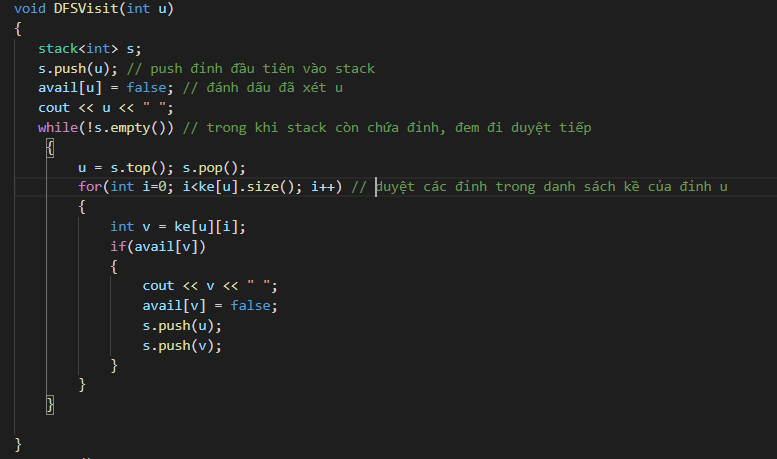 void DFSVisit(int u)
{
stack<int> s;
s.push(u); // push đỉnh đầu tiên vào stack
avail[u] = false; // đánh dấu đã xét u
cout << u << " ";
while(!s.empty()) // trong khi stack còn chứa đỉnh, đem đi duyệt tiếp
{
u = s.top(); s.pop();
for(int i=0; i<ke[u].size(); i++) // duyệt các đỉnh trong danh sách kề của đỉnh u
{
int v = ke[u][i];
if(avail[v])
{
cout << v << " ";
avail[v] = false;
s.push(u);
s.push(v);
}
}
}
}